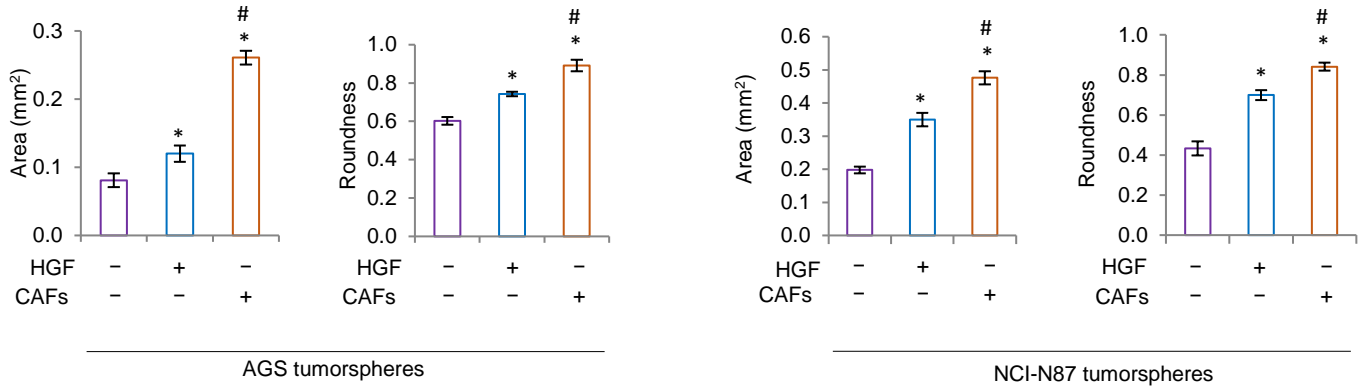 Area (mm²)
0.3
0.2
0.1
0.0
*
*
#
HGF − + −
CAFs − − +
Roundness
1.0
0.8
0.6
0.4
0.2
0.0
*
*
#
− + −
− − +
AGS tumorspheres
Area (mm²)
0.6
0.5
0.4
0.3
0.2
0.1
0.0
*
*
#
HGF − + −
CAFs − − +
Roundness
1.0
0.8
0.6
0.4
0.2
0.0
*
*
#
HGF − + −
CAFs − − +
NCI-N87 tumorspheres